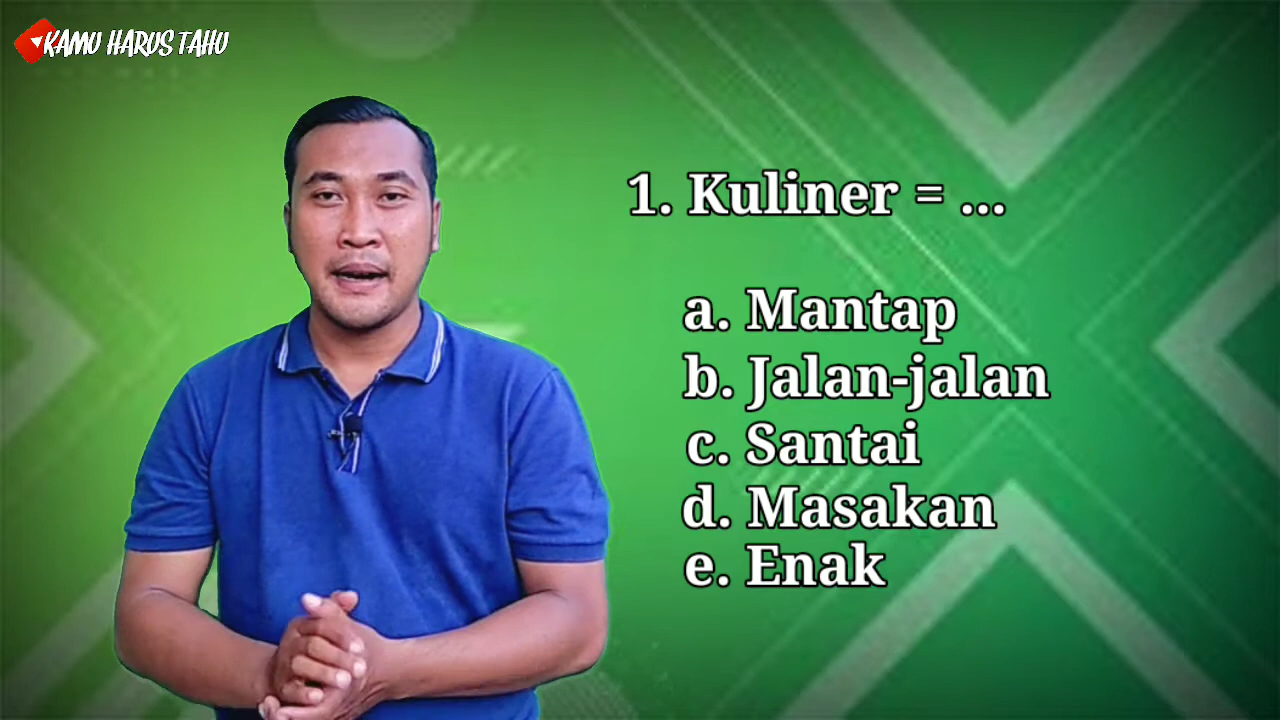 KAMU HARUS TAHU
1. Kuliner = ...
a. Mantap
b. Jalan-jalan
c. Santai
d. Masakan
e. Enak